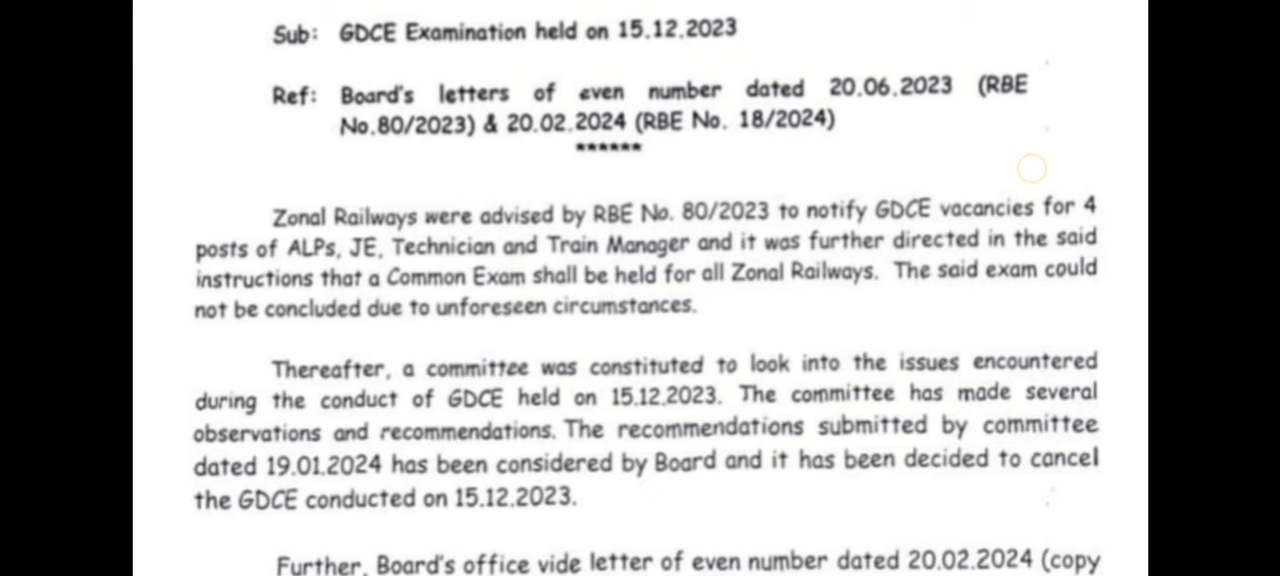 Sub: GDCE Examination held on 15.12.2023
Ref: Board's letters of even number dated 20.06.2023 (RBE
No.80/2023) & 20.02.2024 (RBE No. 18/2024)
******
Zonal Railways were advised by RBE No. 80/2023 to notify GDCE vacancies for 4
posts of ALPs, JE, Technician and Train Manager and it was further directed in the said
instructions that a Common Exam shall be held for all Zonal Railways. The said exam could
not be concluded due to unforeseen circumstances.
Thereafter, a committee was constituted to look into the issues encountered
during the conduct of GDCE held on 15.12.2023. The committee has made several
observations and recommendations. The recommendations submitted by committee
dated 19.01.2024 has been considered by Board and it has been decided to cancel
the GDCE conducted on 15.12.2023.
Further, Board's office vide letter of even number dated 20.02.2024 (copy